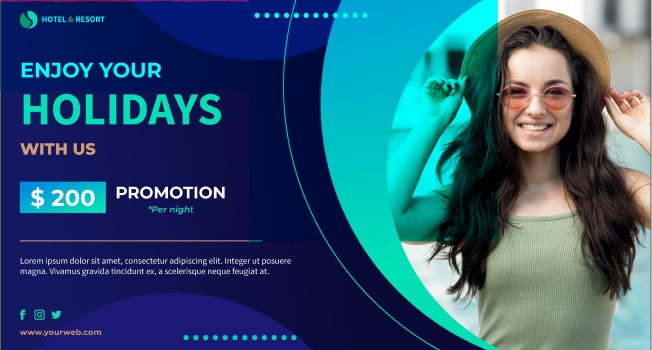 HOTEL & RESORT
ENJOY YOUR
HOLIDAYS
WITH US
$ 200
PROMOTION
*Per night
Lorem ipsum dolor sit amet, consectetur adipiscing elit. Integer ut posuere
magna. Vivamus gravida tincidunt ex, a scelerisque neque feugiat at.
www.yourweb.com